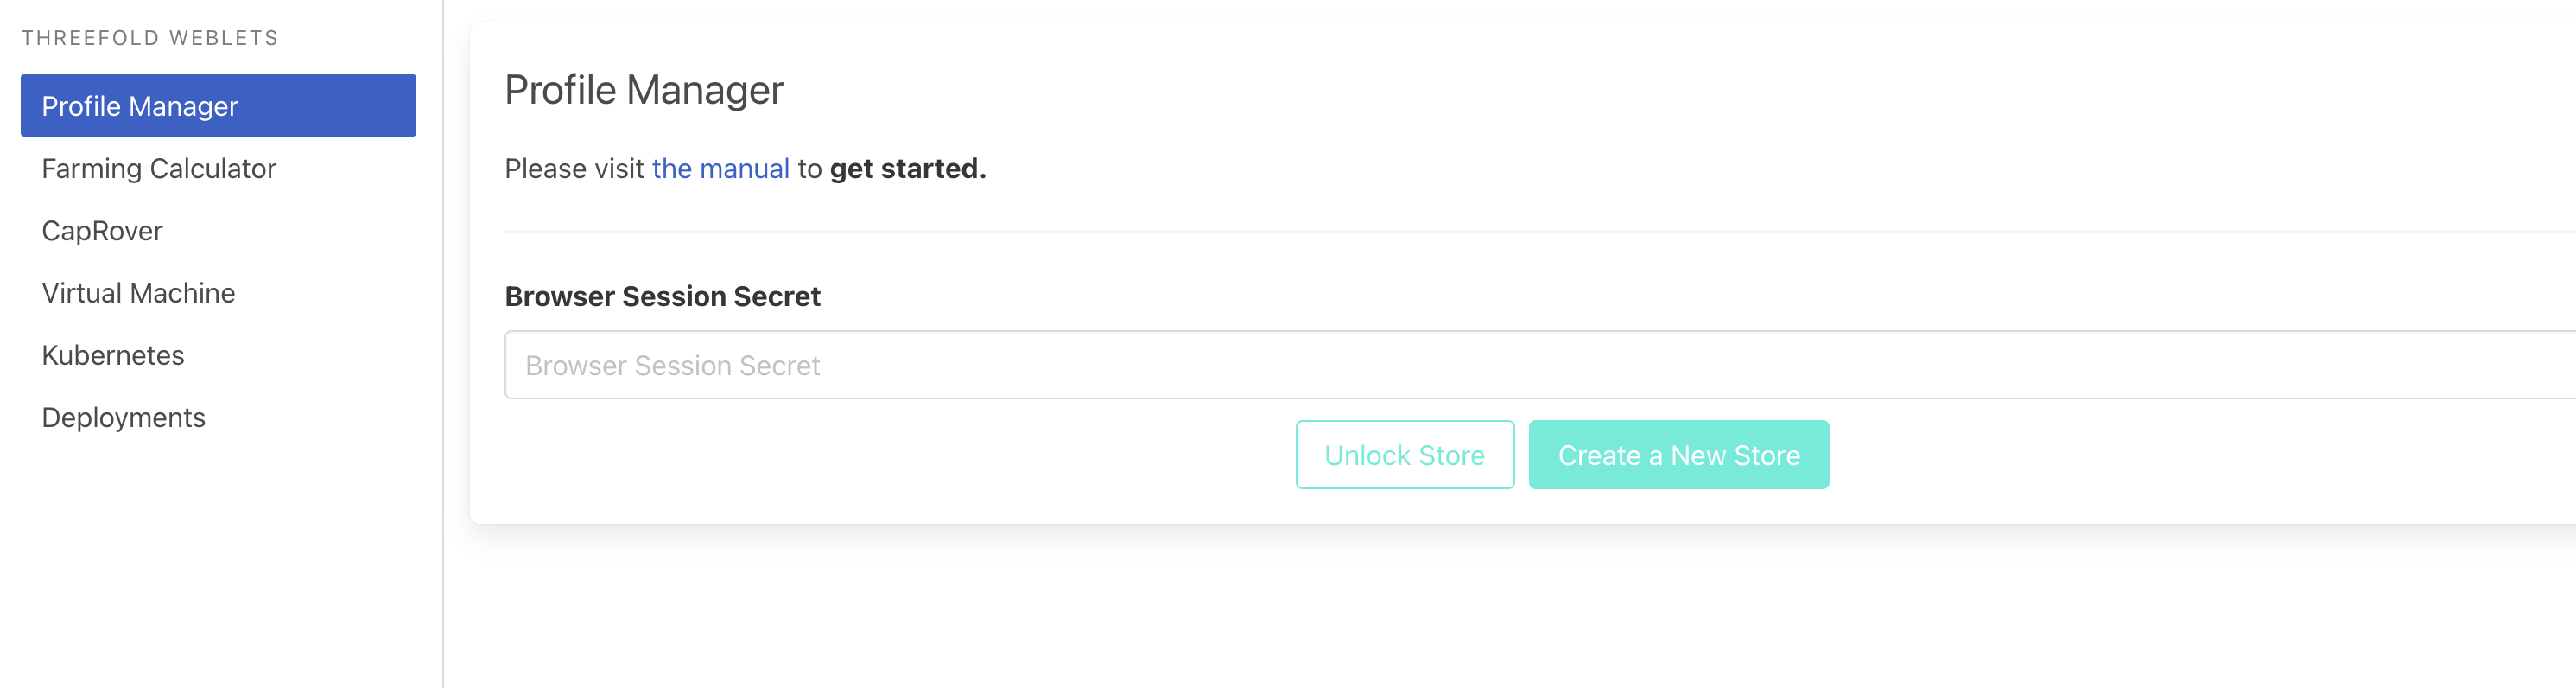 THREEFOLD WEBLETS
Profile Manager
Farming Calculator
CapRover
Virtual Machine
Kubernetes
Deployments
Profile Manager
Please visit the manual to get started.
Browser Session Secret
Browser Session Secret
Unlock Store
Create a New Store